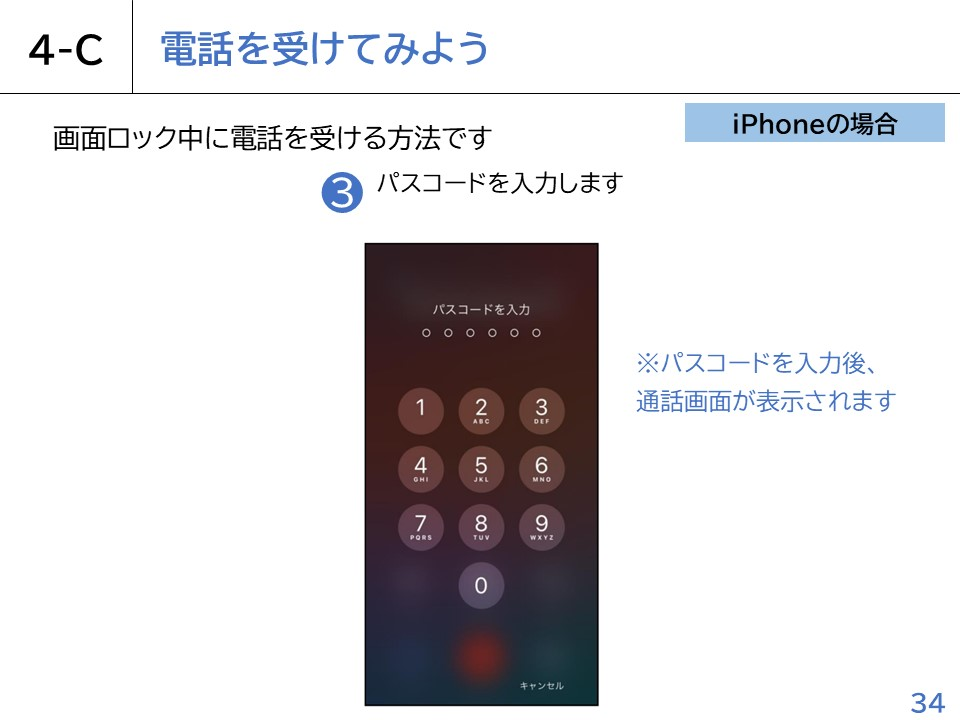 4-C
電話を受けてみよう
iPhoneの場合
画面ロック中に電話を受ける方法です
3 パスコードを入力します
パスコードを入力
1 2 3
ABC DEF
4 5 6
GHI JKL MNO
7 8 9
PQRS TUV WXYZ
0
キャンセル
※パスコードを入力後、
通話画面が表示されます
34